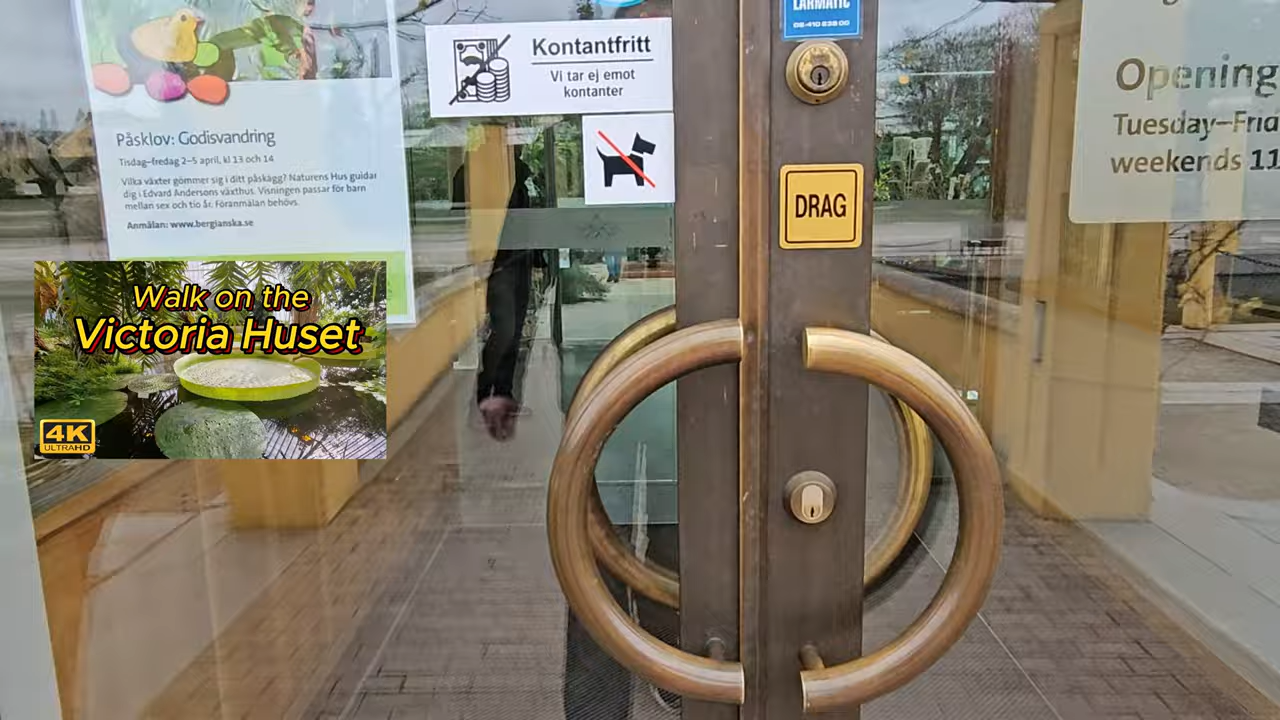 Påsklov: Godisvandring
Tisdag–fredag 2–5 april, kl 13 och 14
Vilka växter gömmer sig i ditt påskägg? Naturens Hus guidar
dig i Edvard Andersons växthus. Visningen passar för barn
mellan sex och tio år. Föranmälan behövs.
Anmälan: www.bergianska.se
Kontantfritt
Vi tar ej emot
kontanter
LARMATIC
DRAG
Opening
Tuesday–Frid
weekends 11
Walk on the
Victoria Huset
4K
ULTRAHD